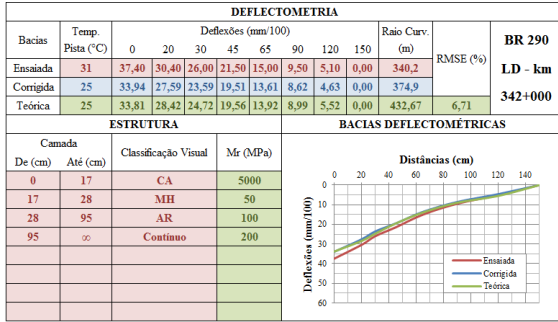 DEFLECTOMETRIA
Bacias Temp. Pista (°C) Deflexões (mm/100) Raio Curv. (m) RMSE (%) BR 290 LD - km 342+000
0 20 30 45 65 90 120 150
Ensaiada 31 37,40 30,40 26,00 21,50 15,00 9,50 5,10 0,00 340,2
Corrigida 25 33,94 27,59 23,59 19,51 13,61 8,62 4,63 0,00 374,9
Teórica 25 33,81 28,42 24,72 19,56 13,92 8,99 5,52 0,00 432,67 6,71
ESTRUTURA BACIAS DEFLECTOMÉTRICAS
Camada Classificação Visual Mr (MPa)
De (cm) Até (cm)
0 17 CA 5000
17 28 MH 50
28 95 AR 100
95 ∞ Contínuo 200
Distâncias (cm)
0 20 40 60 80 100 120 140
Deflexões (mm/100)
0
10
20
30
40
50
60
Ensaiada
Corrigida
Teórica